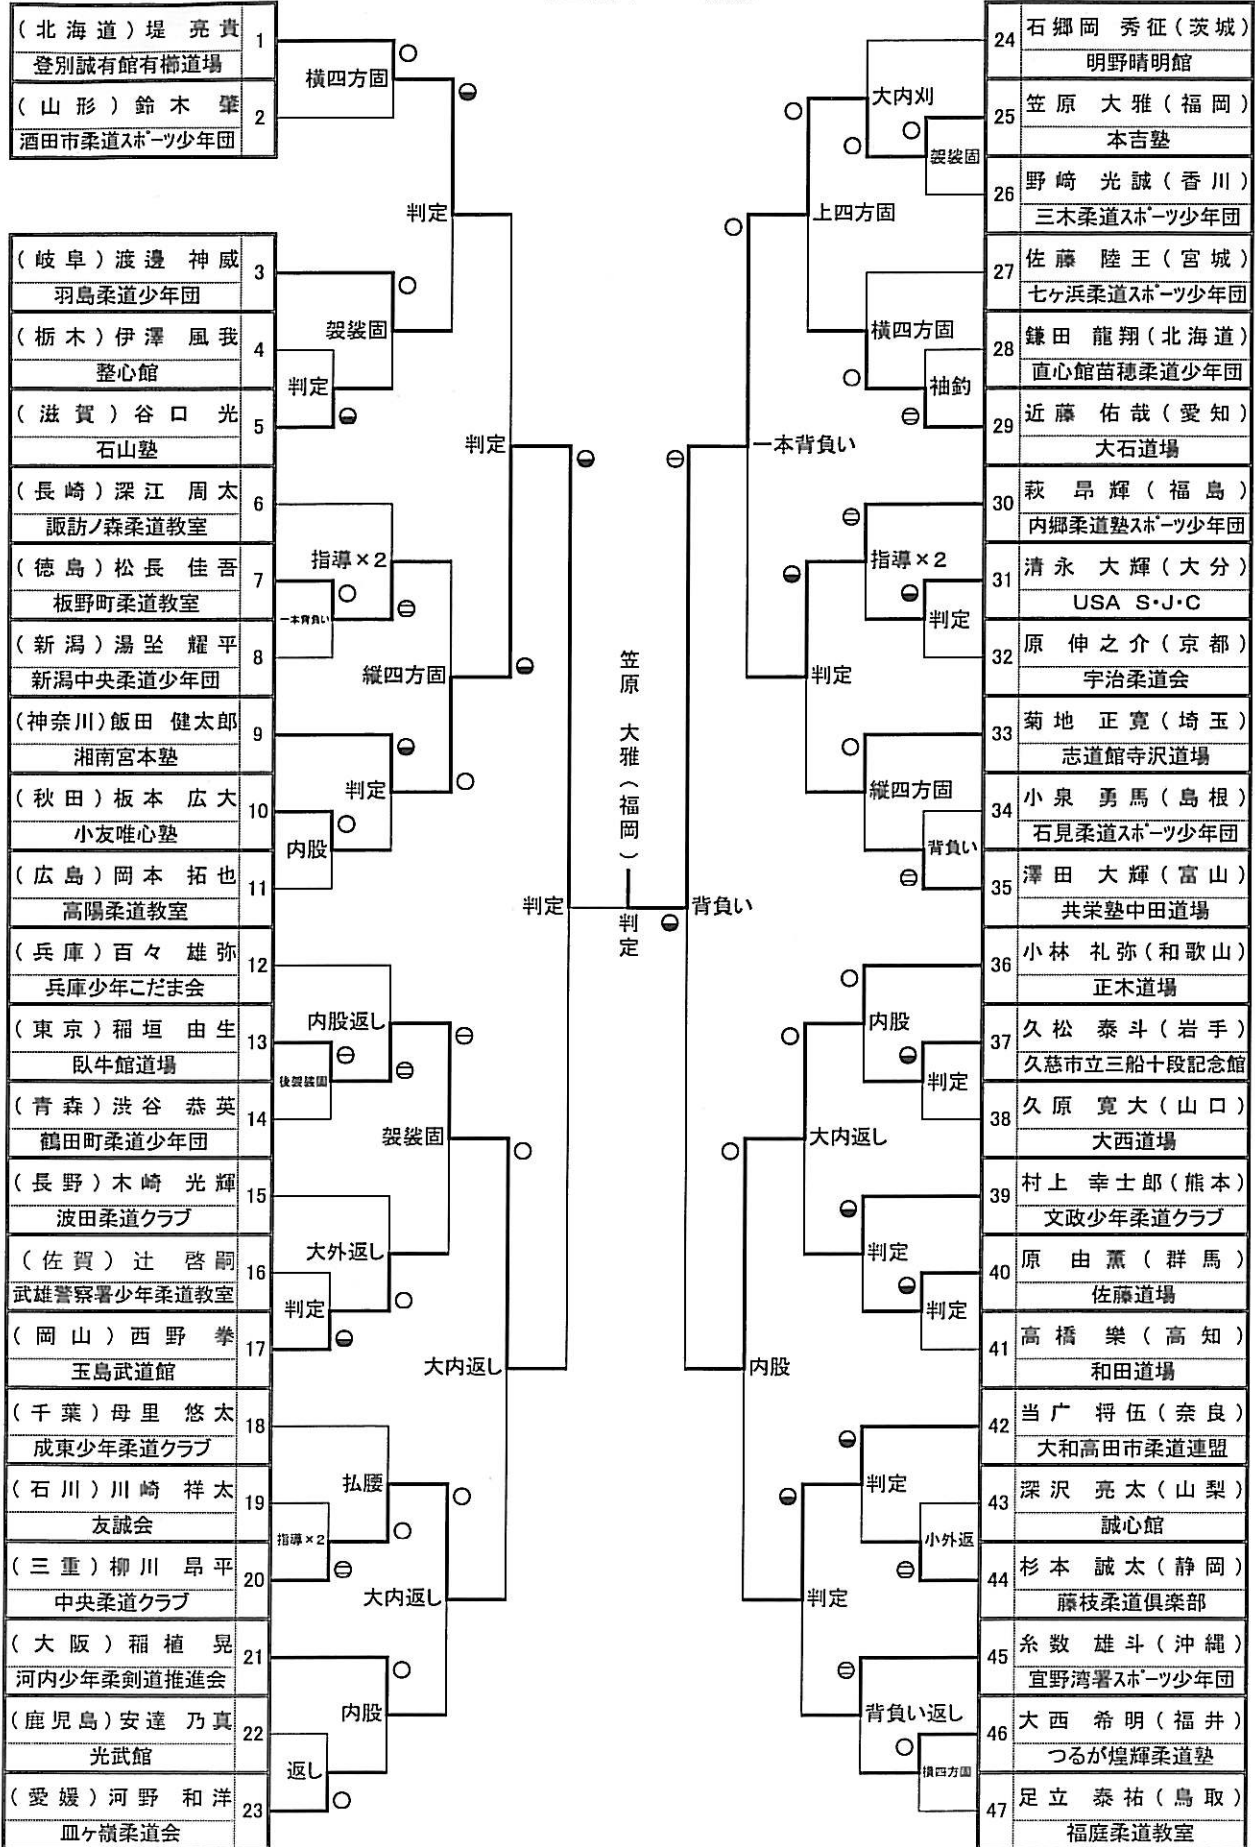 (北海道)堤 亮貴
1
登別誠有館有櫛道場
(山形)鈴木 肇
2
酒田市柔道スポーツ少年団
(岐阜)渡邊 神威
3
羽島柔道少年団
(栃木)伊澤 風我
4
整心館
(滋賀)谷口 光
5
石山塾
(長崎)深江 周太
6
諏訪ノ森柔道教室
(徳島)松長 佳吾
7
板野町柔道教室
(新潟)湯埜 耀平
8
新潟中央柔道少年団
(神奈川)飯田 健太郎
9
湘南宮本塾
(秋田)板本 広大
10
小友唯心塾
(広島)岡本 拓也
11
高陽柔道教室
(兵庫)百々 雄弥
12
兵庫少年こだま会
(東京)稲垣 由生
13
臥牛館道場
(青森)渋谷 恭英
14
鶴田町柔道少年団
(長野)木崎 光輝
15
波田柔道クラブ
(佐賀)辻 啓嗣
16
武雄警察署少年柔道教室
(岡山)西野 拳
17
玉島武道館
(千葉)母里 悠太
18
成東少年柔道クラブ
(石川)川崎 祥太
19
友誠会
(三重)柳川 昂平
20
中央柔道クラブ
(大阪)稲植 晃
21
河内少年柔剣道推進会
(鹿児島)安達 乃真
22
光武館
(愛媛)河野 和洋
23
皿ヶ嶺柔道会
横四方固
判定
袈裟固
判定
判定
指導×2
一本背負い
縦四方固
判定
内股
判定
内股返し
後袈裟固
袈裟固
大外返し
判定
大内返し
払腰
指導×2
大内返し
内股
返し
笠原 大雅(福岡)
判定
大内刈
袈裟固
上四方固
横四方固
袖釣
一本背負い
指導×2
判定
判定
縦四方固
背負い
背負い
内股
判定
大内返し
判定
判定
内股
判定
小外返
判定
背負い返し
横四方固
24
石郷岡 秀征(茨城)
明野晴明館
25
笠原 大雅(福岡)
本吉塾
26
野﨑 光誠(香川)
三木柔道スポーツ少年団
27
佐藤 陸王(宮城)
七ヶ浜柔道スポーツ少年団
28
鎌田 龍翔(北海道)
直心館苗穂柔道少年団
29
近藤 佑哉(愛知)
大石道場
30
萩 昂輝(福島)
内郷柔道塾スポーツ少年団
31
清永 大輝(大分)
USA S・J・C
32
原 伸之介(京都)
宇治柔道会
33
菊地 正寛(埼玉)
志道館寺沢道場
34
小泉 勇馬(島根)
石見柔道スポーツ少年団
35
澤田 大輝(富山)
共栄塾中田道場
36
小林 礼弥(和歌山)
正木道場
37
久松 泰斗(岩手)
久慈市立三船十段記念館
38
久原 寛大(山口)
大西道場
39
村上 幸士郎(熊本)
文政少年柔道クラブ
40
原 由薫(群馬)
佐藤道場
41
高橋 樂(高知)
和田道場
42
当广 将伍(奈良)
大和高田市柔道連盟
43
深沢 亮太(山梨)
誠心館
44
杉本 誠太(静岡)
藤枝柔道倶楽部
45
糸数 雄斗(沖縄)
宜野湾署スポーツ少年団
46
大西 希明(福井)
つるが煌輝柔道塾
47
足立 泰祐(鳥取)
福庭柔道教室